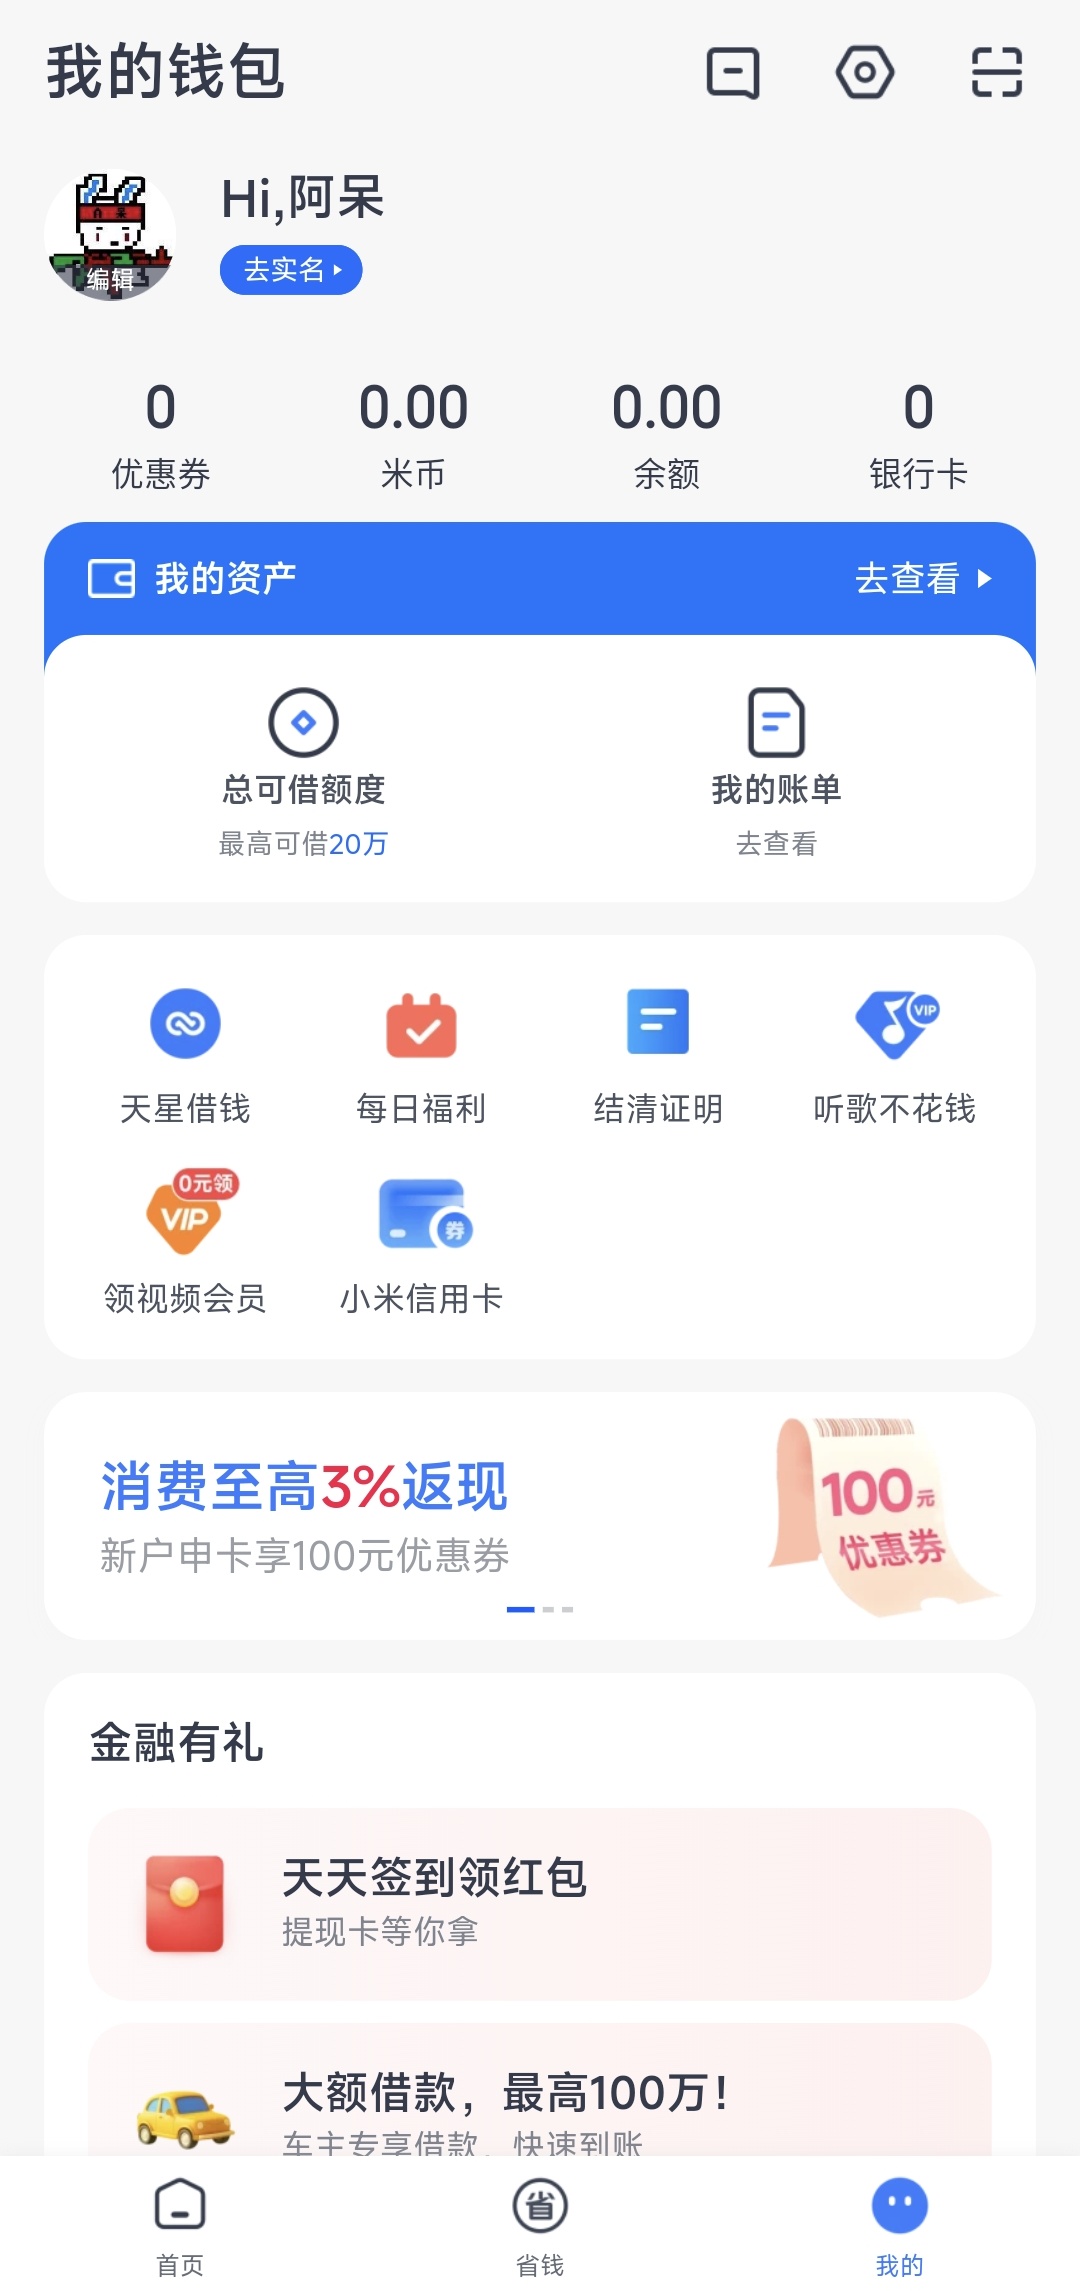 我的钱包
Hi,阿呆
编辑
去实名
0
0.00
0.00
0
优惠券
米币
余额
银行卡
我的资产
去查看
总可借额度
我的账单
最高可借20万
去查看
VIP
天星借钱
每日福利
结清证明
听歌不花钱
0元领
VIP
券
领视频会员
小米信用卡
消费至高3%返现
新户申卡享100元优惠券
100元
优惠券
金融有礼
天天签到领红包
提现卡等你拿
大额借款，最高100万！
车主专享借款，快速到账
省
首页
省钱
我的